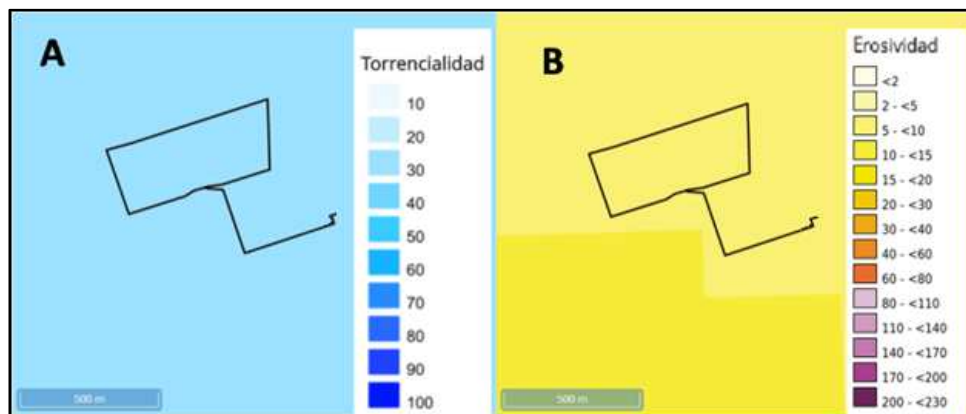 A
Torrencialidad
10
20
30
40
50
60
70
80
90
100
500 m
B
Erosividad
<2
2 - <5
5 - <10
10 - <15
15 - <20
20 - <30
30 - <40
40 - <60
60 - <80
80 - <110
110 - <140
140 - <170
170 - <200
200 - <230
500 m